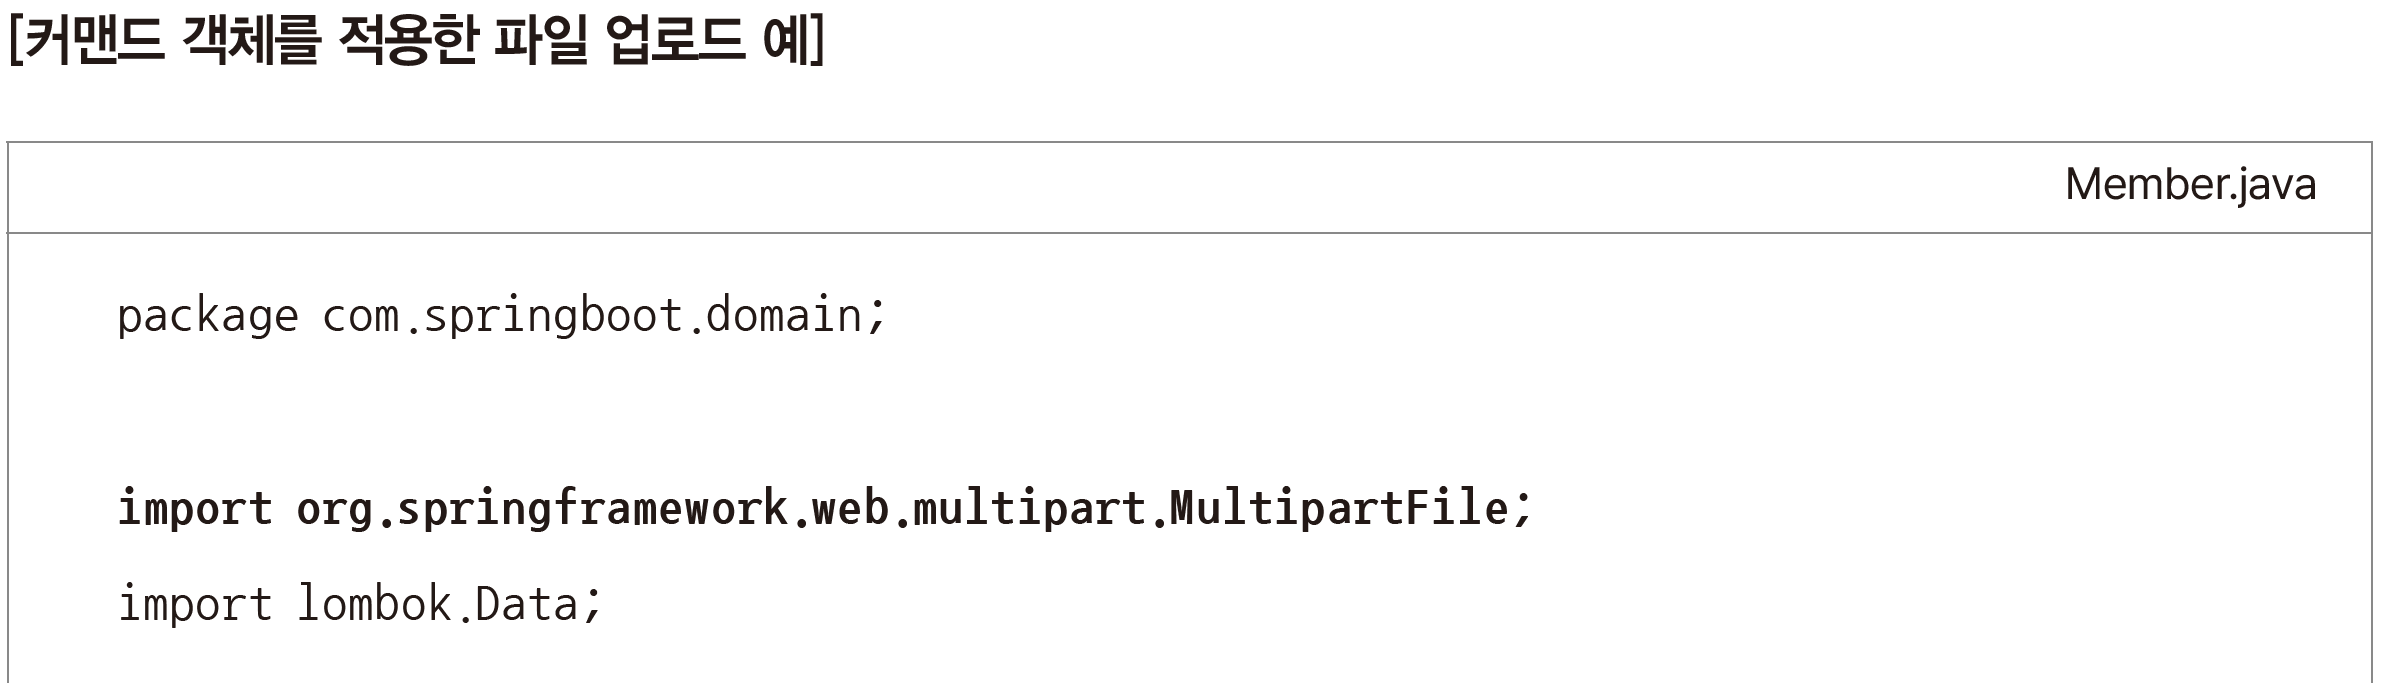 [커맨드 객체를 적용한 파일 업로드 예]
Member.java
package com.springboot.domain;
import org.springframework.web.multipart.MultipartFile;
import lombok.Data;